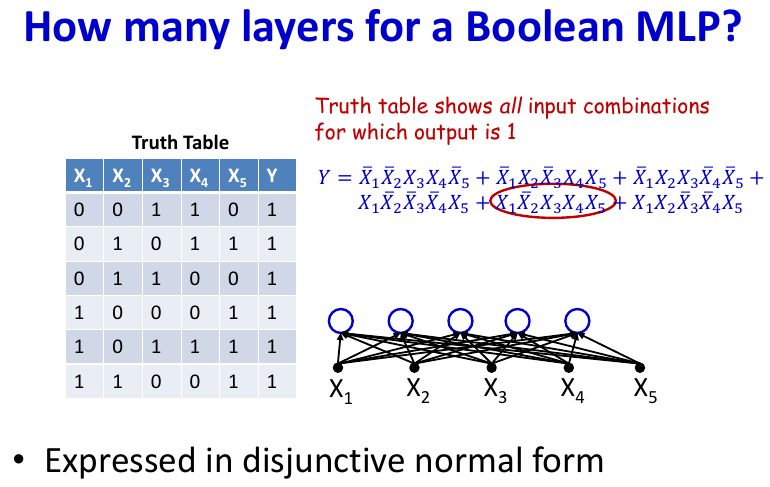 How many layers for a Boolean MLP?
Truth table shows all input combinations
for which output is 1
Truth Table
X₁ X₂ X₃ X₄ X₅ Y
0 0 1 1 0 1
0 1 0 1 1 1
0 1 1 0 0 1
1 0 0 0 1 1
1 0 1 1 1 1
1 1 0 0 1 1
Y = X̄₁X̄₂X₃X₄X̄₅ + X̄₁X₂X̄₃X₄X₅ + X̄₁X₂X₃X̄₄X̄₅ +
X₁X̄₂X̄₃X̄₄X₅ + X₁X̄₂X₃X₄X₅ + X₁X₂X̄₃X̄₄X₅
X₁ X₂ X₃ X₄ X₅
• Expressed in disjunctive normal form